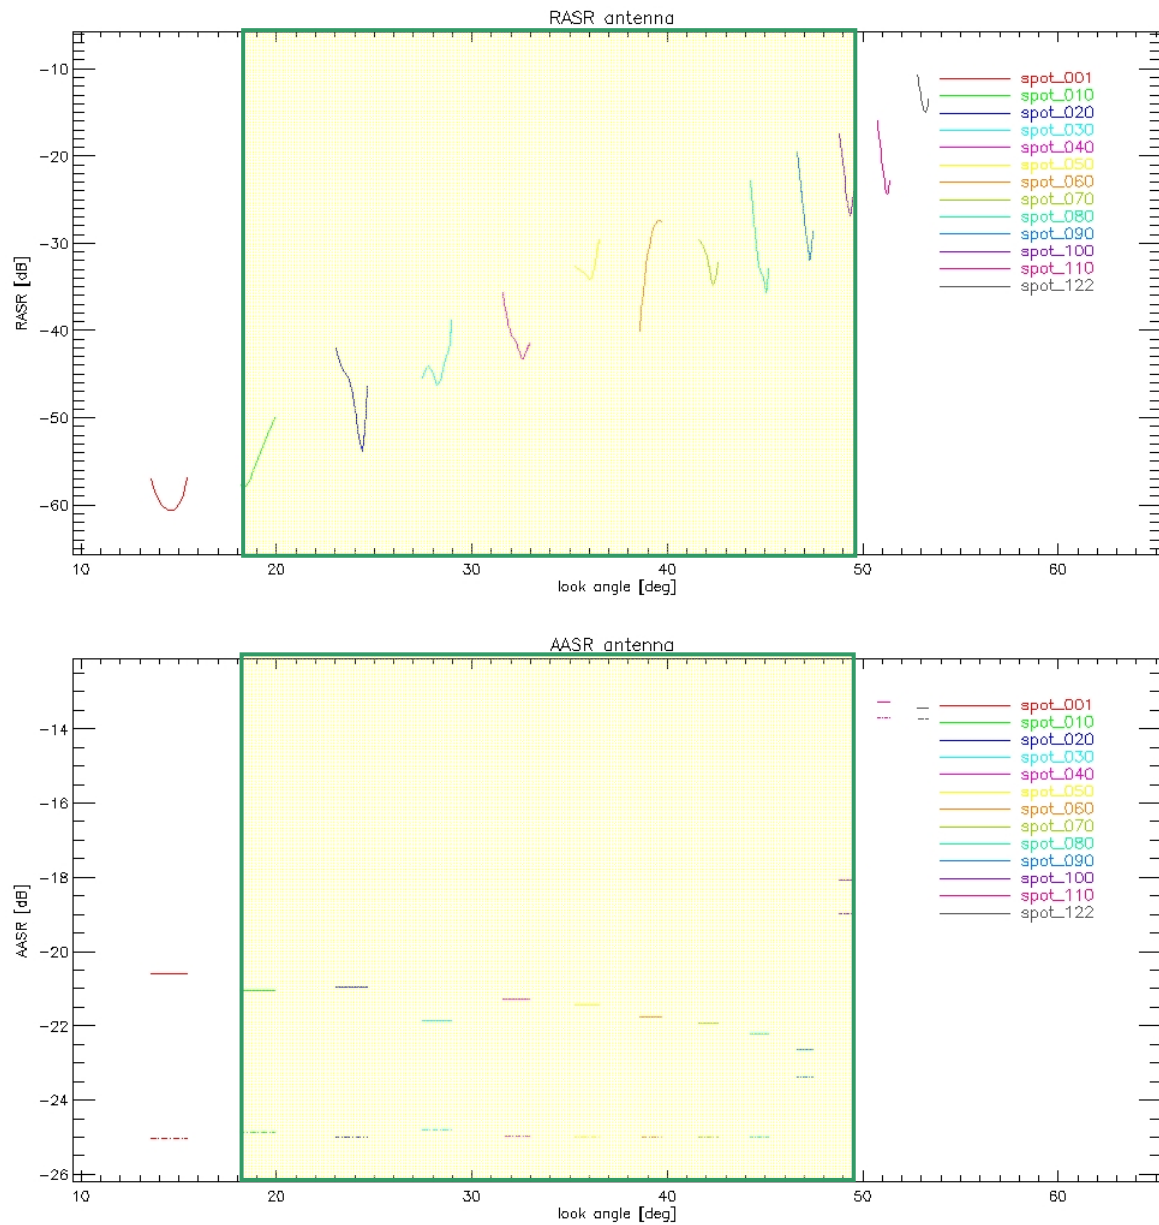 RASR antenna
-10
-20
-30
-40
-50
-60
RASR [dB]
spot_001
spot_010
spot_020
spot_030
spot_040
spot_050
spot_060
spot_070
spot_080
spot_090
spot_100
spot_110
spot_122
10 20 30 40 50 60
look angle [deg]
AASR antenna
-14
-16
-18
-20
-22
-24
-26
AASR [dB]
spot_001
spot_010
spot_020
spot_030
spot_040
spot_050
spot_060
spot_070
spot_080
spot_090
spot_100
spot_110
spot_122
10 20 30 40 50 60
look angle [deg]